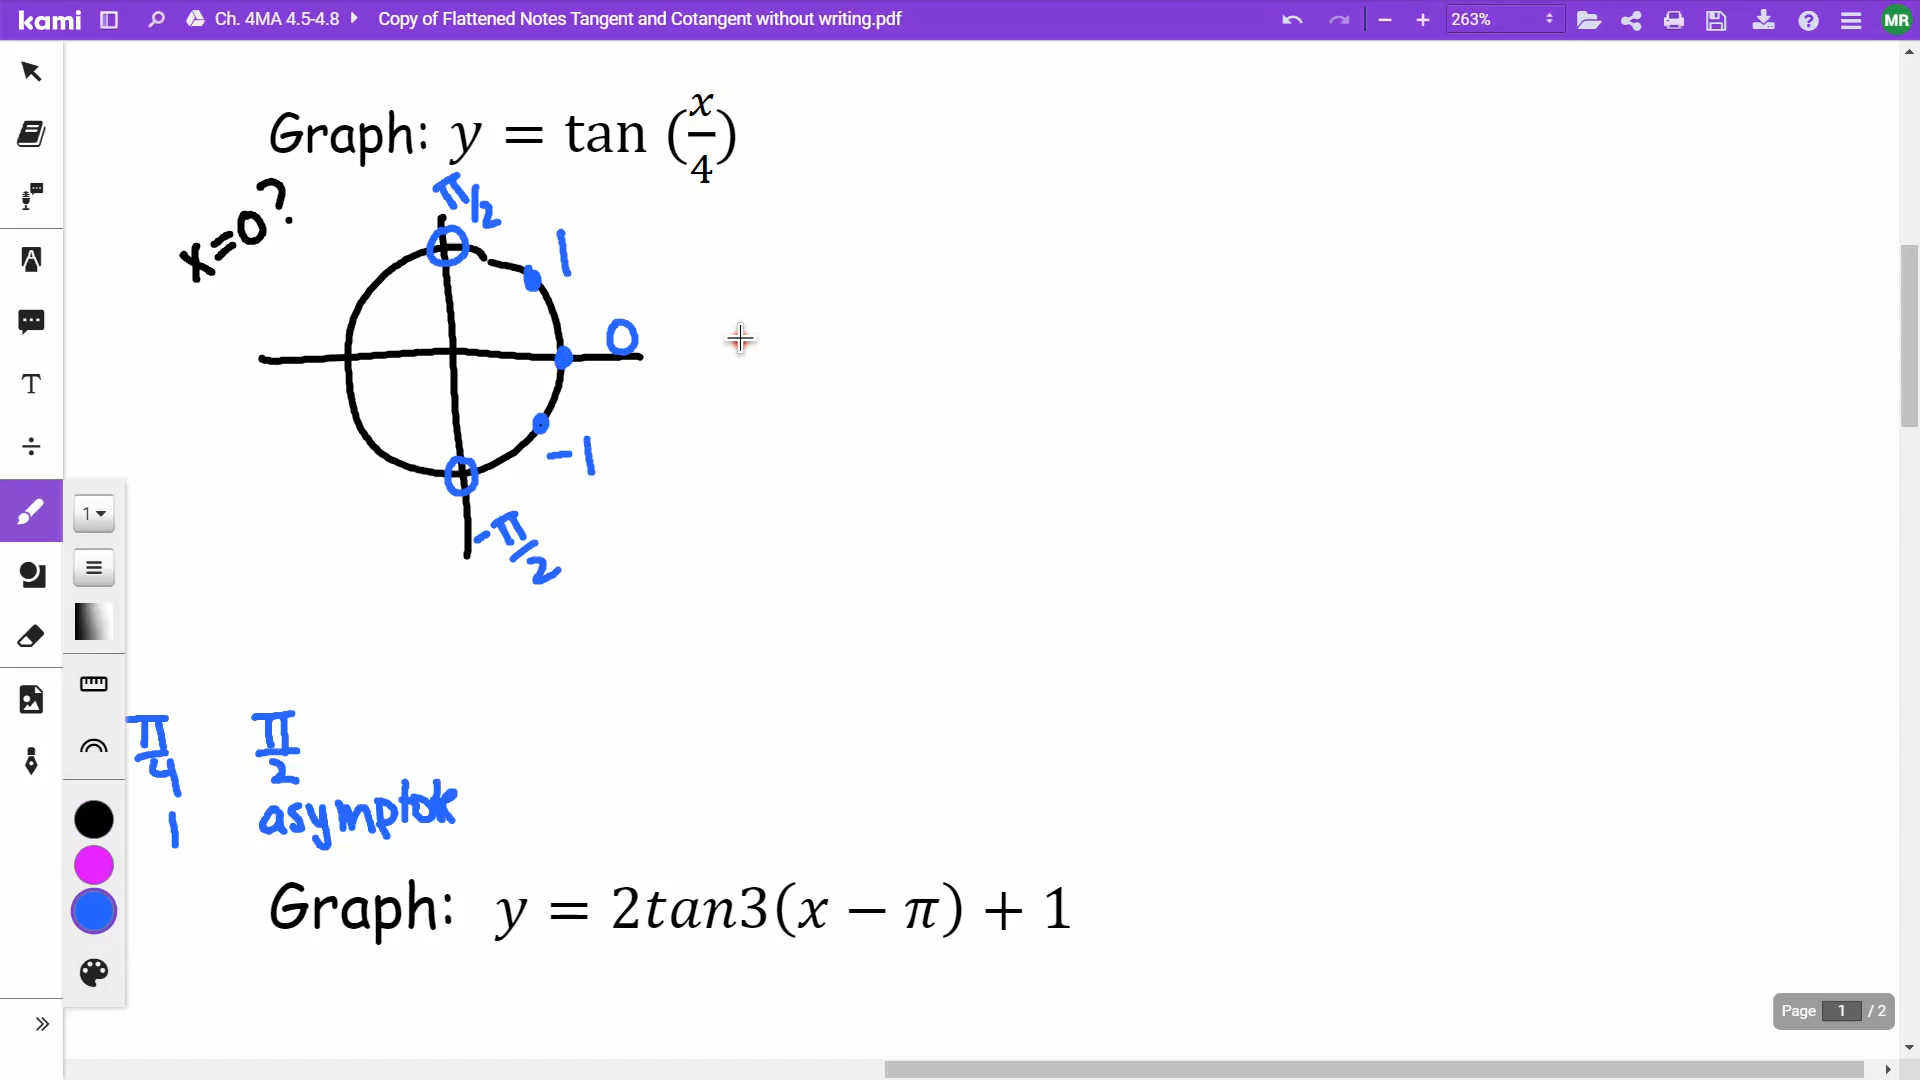 kami Ch. 4MA 4.5-4.8 Copy of Flattened Notes Tangent and Cotangent without writing.pdf 263% MR
Graph: y = tan (x/4)
π/2
x=0?
1
0
-1
-π/2
1
π/4 π/2
1 asymptote
Graph: y = 2tan3(x − π) + 1
Page 1 / 2